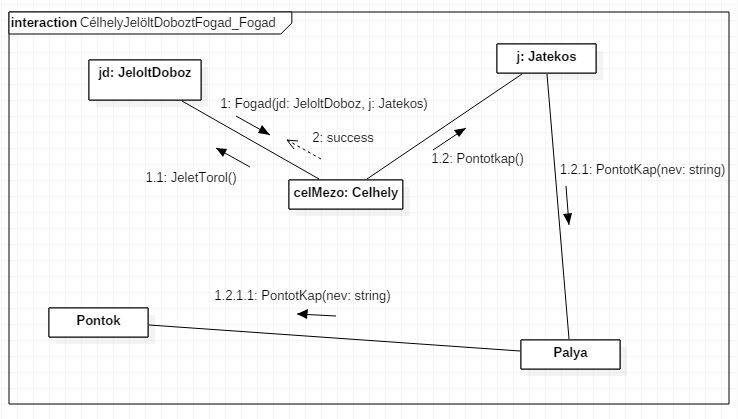 interaction CélhelyJelöltDoboztFogad_Fogad
j: Jatekos
jd: JeloltDoboz
1: Fogad(jd: JeloltDoboz, j: Jatekos)
2: success
1.2: Pontotkap()
1.1: JeletTorol()
1.2.1: PontotKap(nev: string)
celMezo: Celhely
1.2.1.1: PontotKap(nev: string)
Pontok
Palya